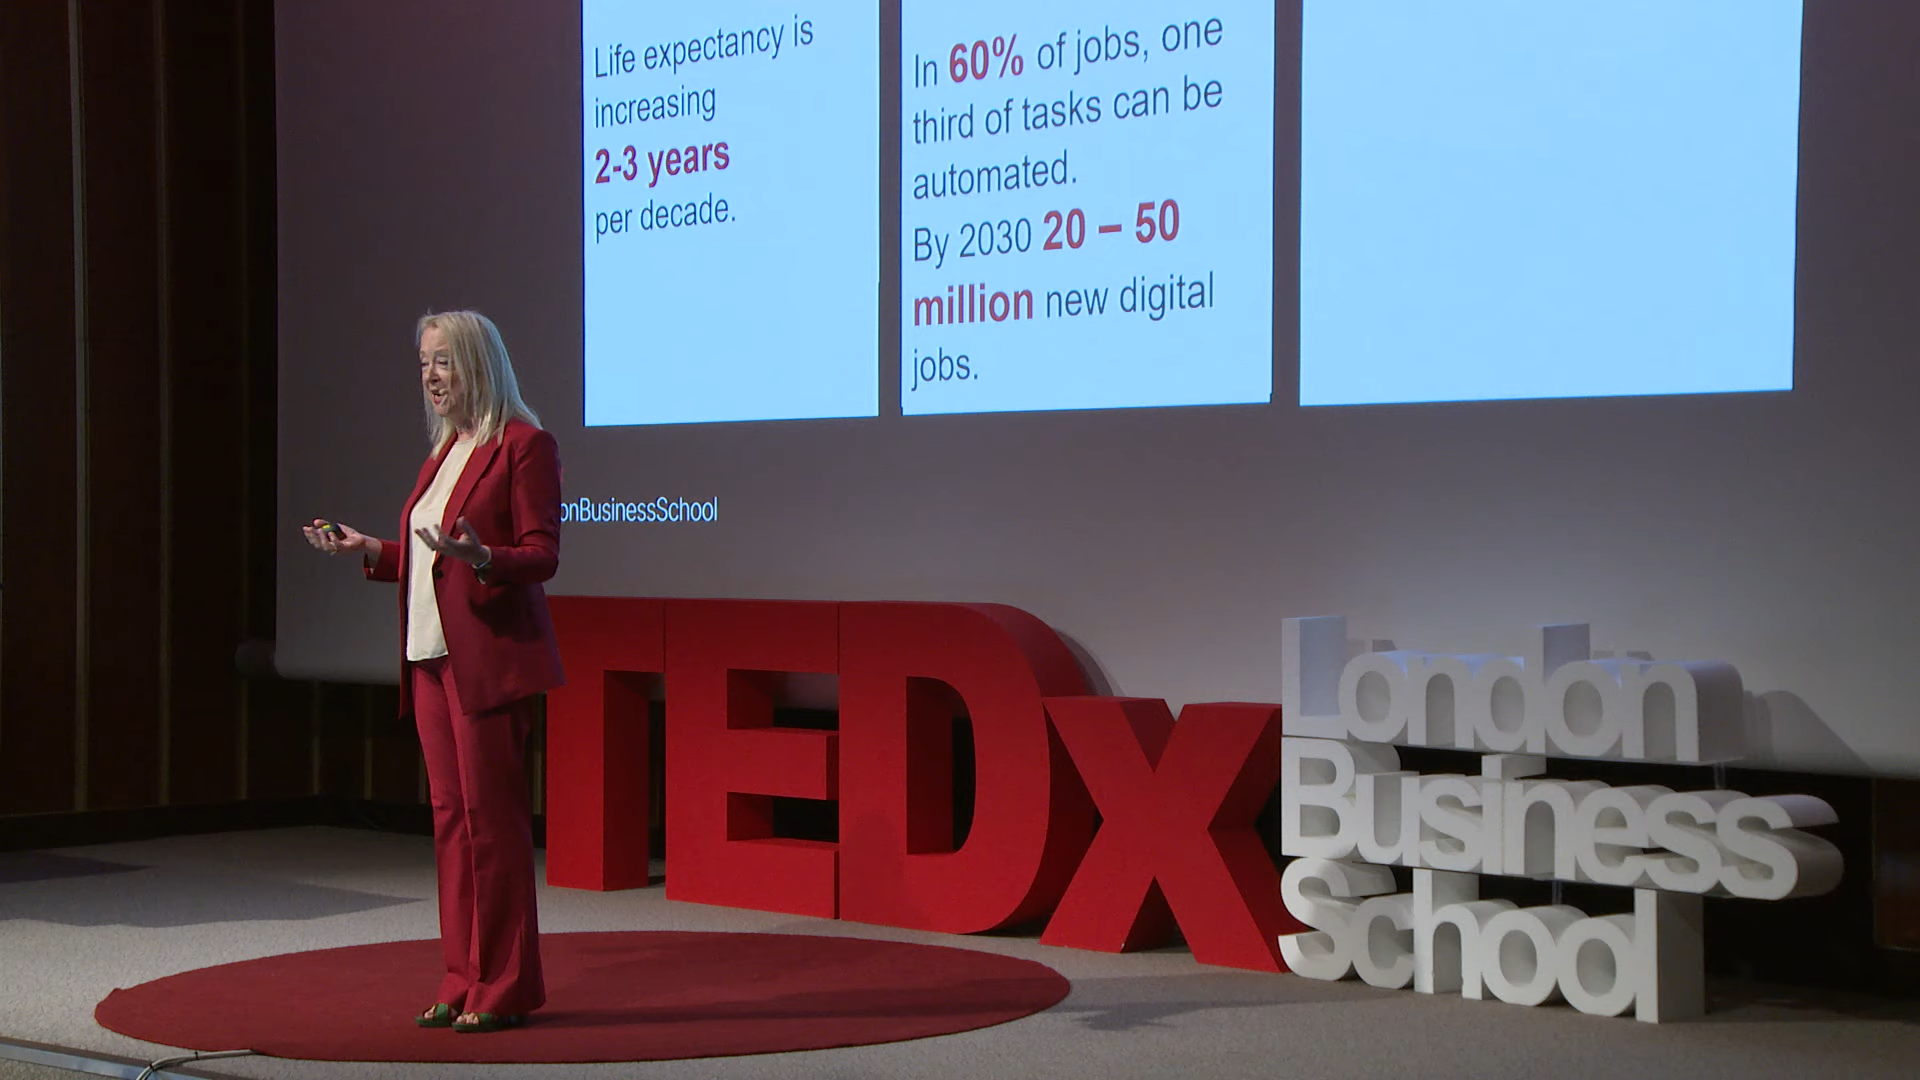 Life expectancy is
increasing
2-3 years
per decade.
In 60% of jobs, one
third of tasks can be
automated.
By 2030 20 – 50
million new digital
jobs.
onBusinessSchool
TEDx
London
Business
School